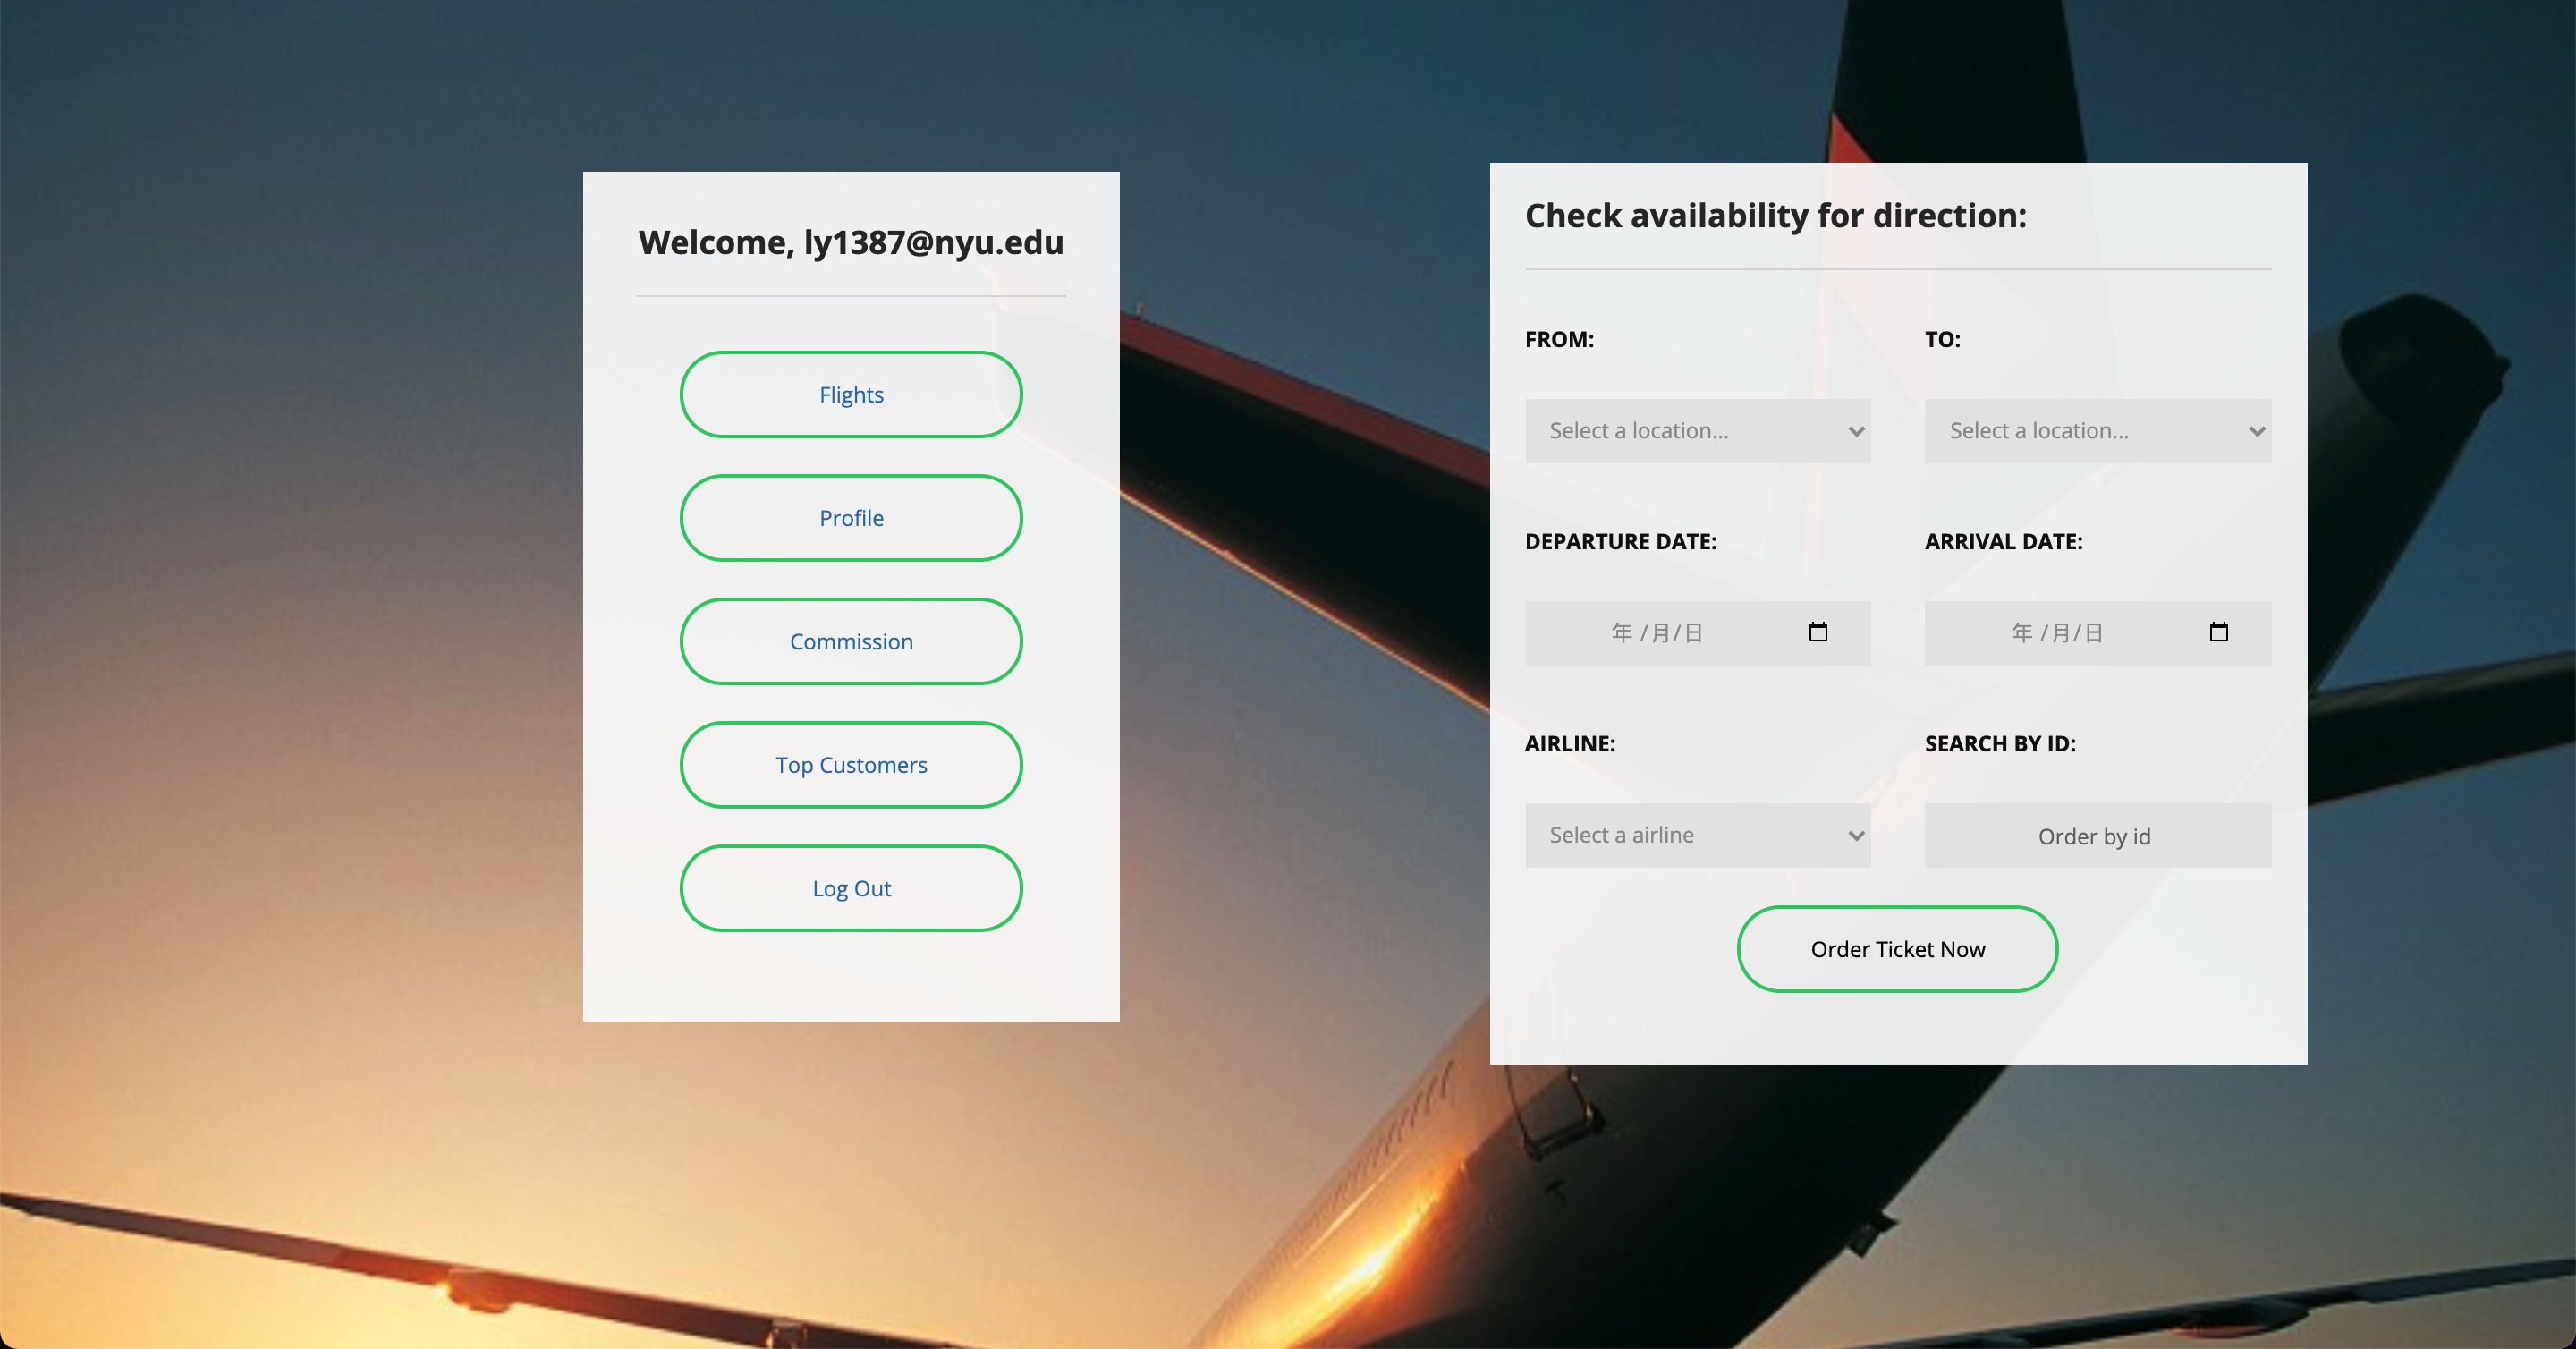 Welcome, ly1387@nyu.edu
Flights
Profile
Commission
Top Customers
Log Out
Check availability for direction:
FROM:
TO:
Select a location...
Select a location...
DEPARTURE DATE:
ARRIVAL DATE:
年 /月/日
年 /月/日
AIRLINE:
SEARCH BY ID:
Select a airline
Order by id
Order Ticket Now